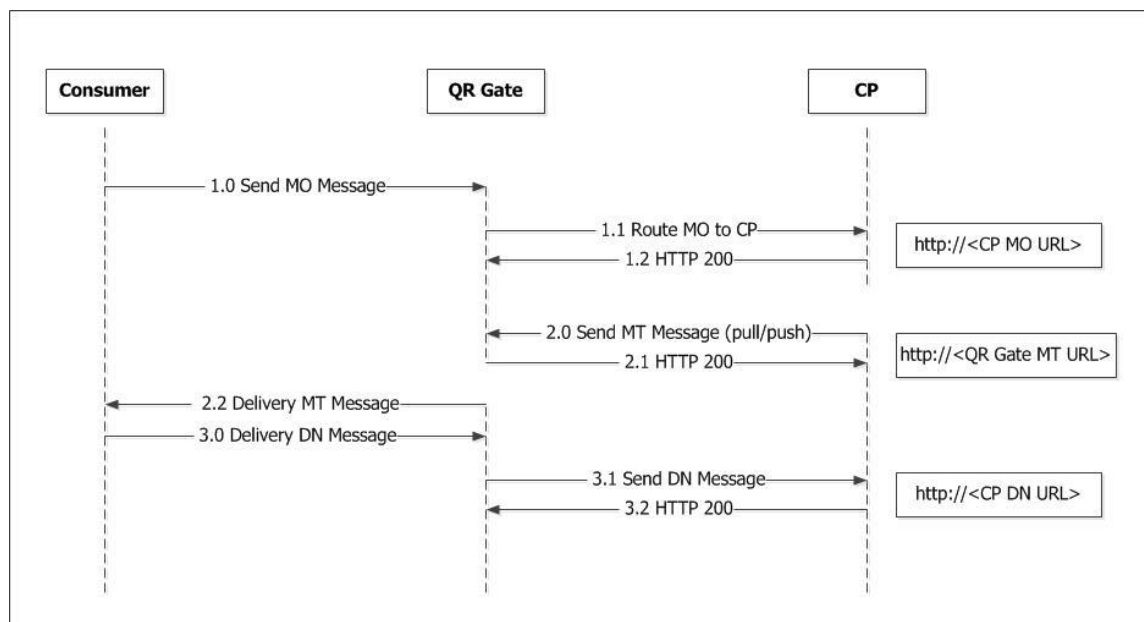 Consumer
QR Gate
CP
1.0 Send MO Message
1.1 Route MO to CP
http://<CP MO URL>
1.2 HTTP 200
2.0 Send MT Message (pull/push)
http://<QR Gate MT URL>
2.1 HTTP 200
2.2 Delivery MT Message
3.0 Delivery DN Message
3.1 Send DN Message
http://<CP DN URL>
3.2 HTTP 200